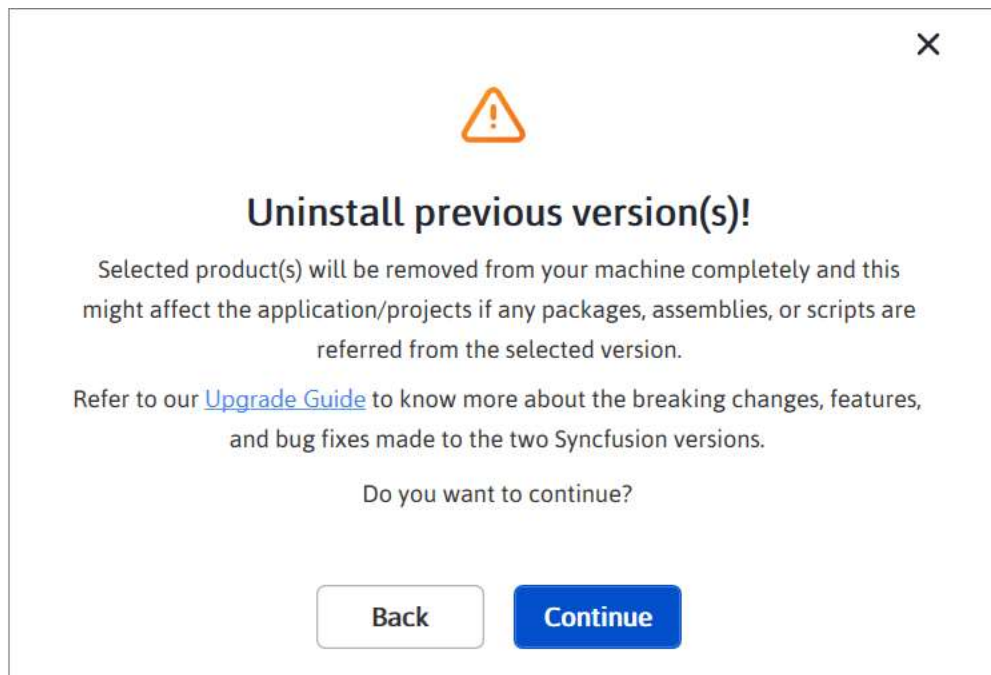 Uninstall previous version(s)!
Selected product(s) will be removed from your machine completely and this
might affect the application/projects if any packages, assemblies, or scripts are
referred from the selected version.
Refer to our Upgrade Guide to know more about the breaking changes, features,
and bug fixes made to the two Syncfusion versions.
Do you want to continue?
Back
Continue